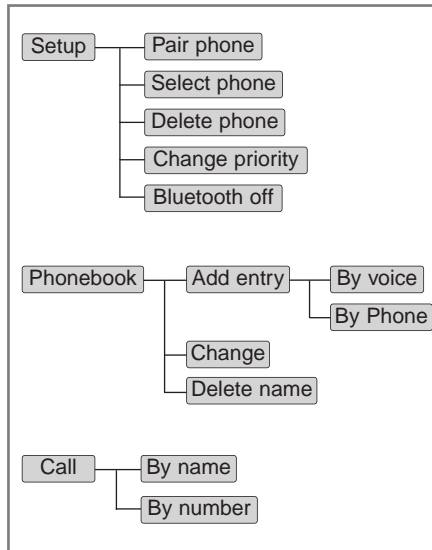 Setup
Pair phone
Select phone
Delete phone
Change priority
Bluetooth off
Phonebook
Add entry
By voice
By Phone
Change
Delete name
Call
By name
By number